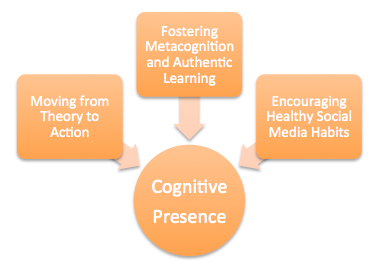 Fostering
Metacognition
and Authentic
Learning
Moving from
Theory to
Action
Encouraging
Healthy Social
Media Habits
Cognitive
Presence